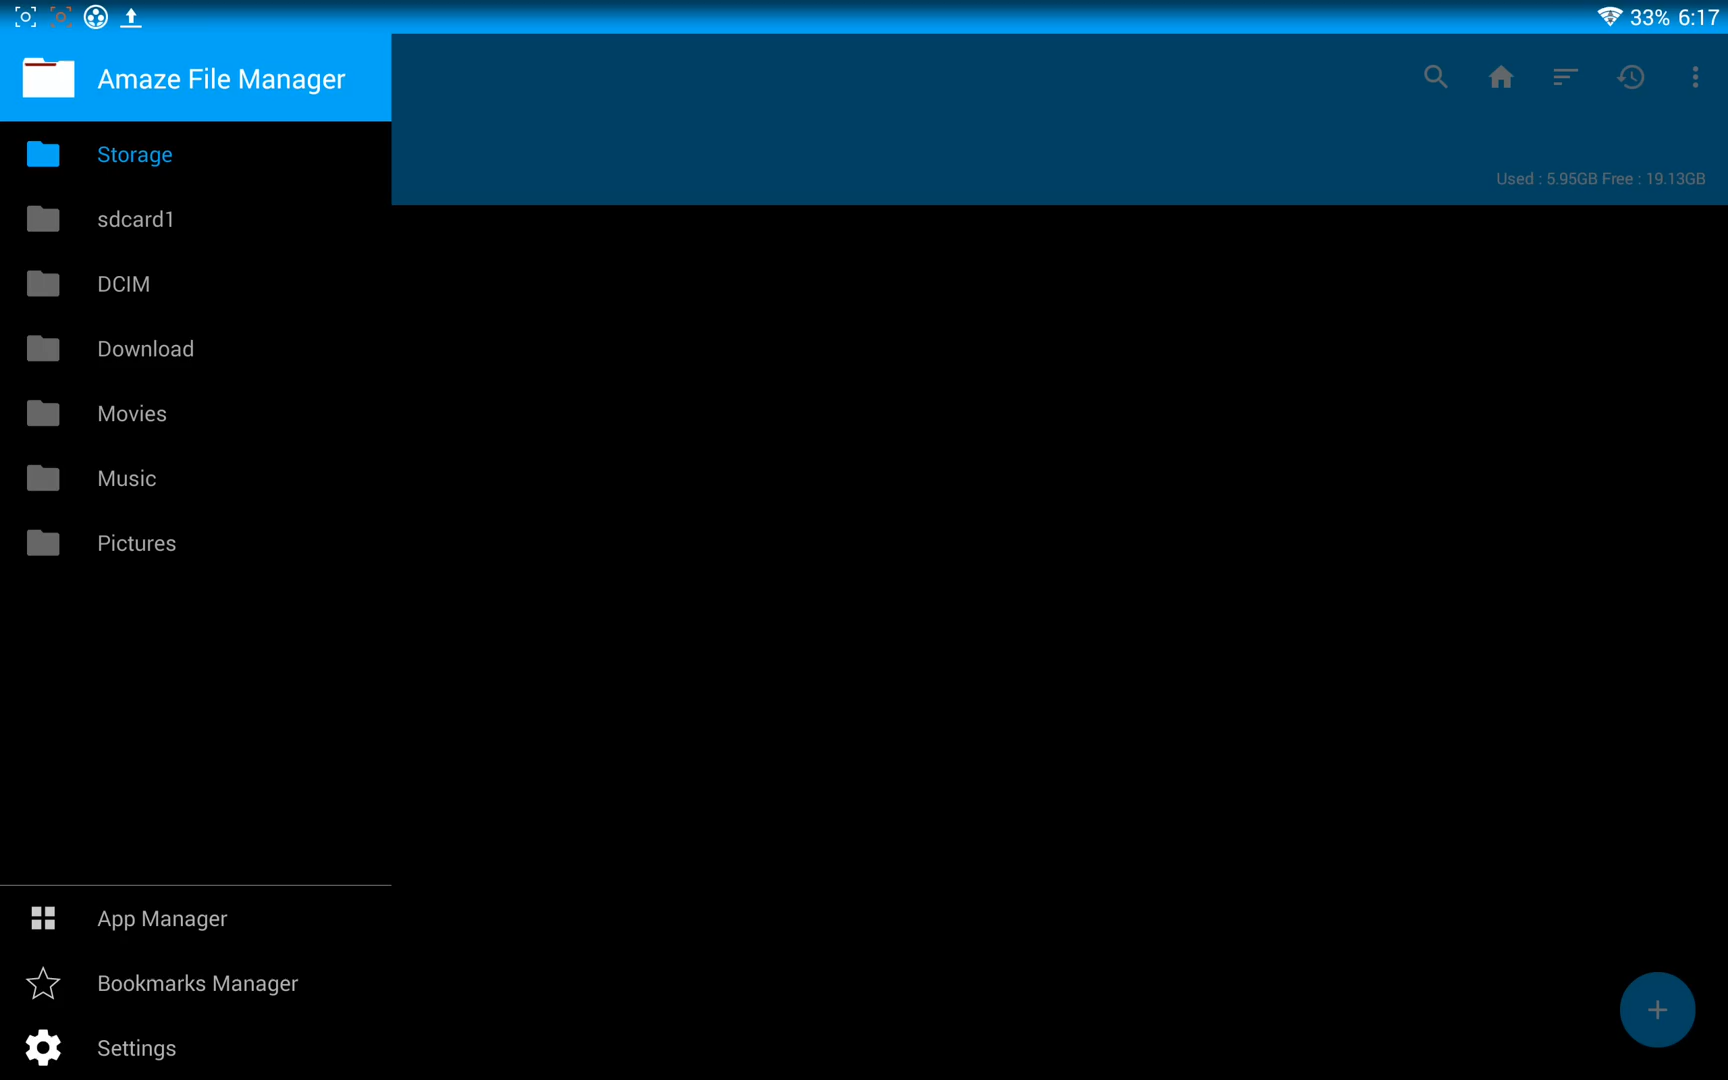 33% 6:17
Amaze File Manager
Used : 5.95GB Free : 19.13GB
Storage
sdcard1
DCIM
Download
Movies
Music
Pictures
App Manager
Bookmarks Manager
Settings